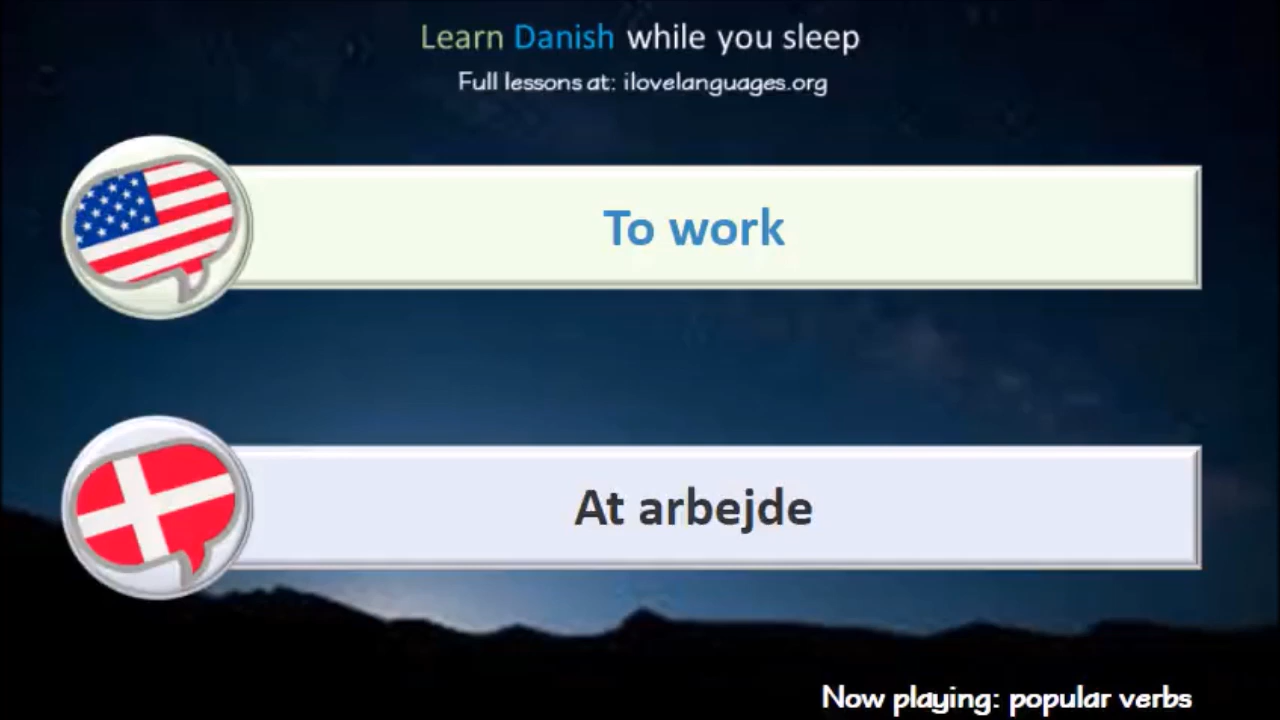 Learn Danish while you sleep
Full lessons at: ilovelanguages.org
To work
At arbejde
Now playing: popular verbs